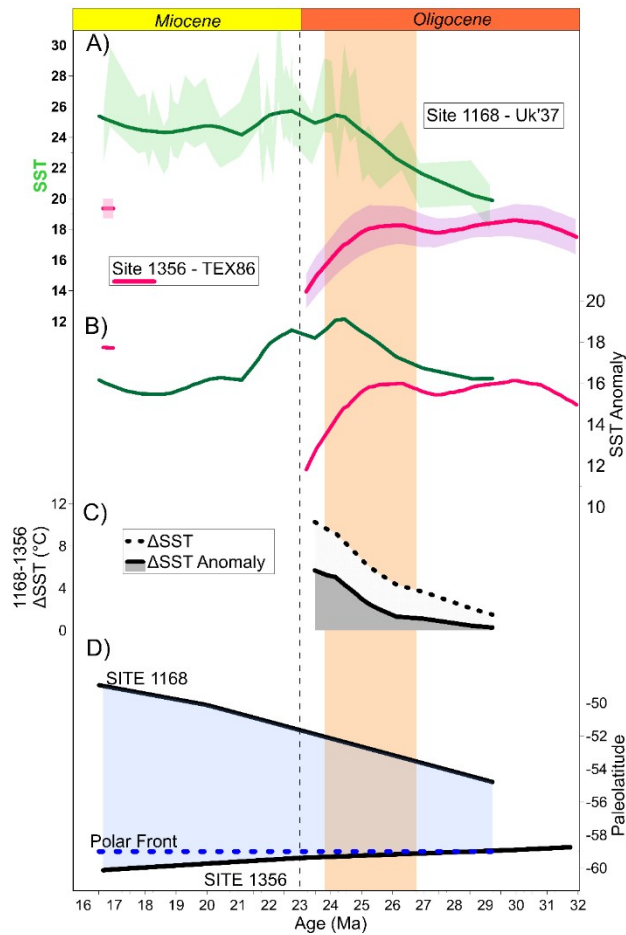 Miocene Oligocene
A)
30
28
26
24
22
20
18
16
14
12
SST
Site 1168 - Uk'37
Site 1356 - TEX86
B)
20
18
16
14
12
10
SST Anomaly
C)
12
8
4
0
1168-1356
ΔSST (°C)
ΔSST
ΔSST Anomaly
D)
SITE 1168
Polar Front
SITE 1356
-50
-52
-54
-56
-58
-60
Paleolatitude
16 17 18 19 20 21 22 23 24 25 26 27 28 29 30 31 32
Age (Ma)